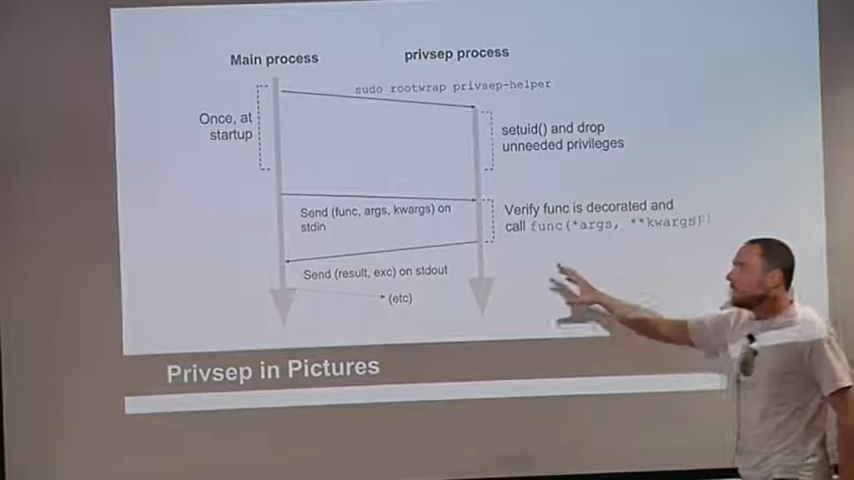 Main process
privsep process
sudo rootwrap privsep-helper
Once, at
startup
setuid() and drop
unneeded privileges
Send (func, args, kwargs) on
stdin
Verify func is decorated and
call func(*args, **kwargs)
Send (result, exc) on stdout
(etc)
Privsep in Pictures